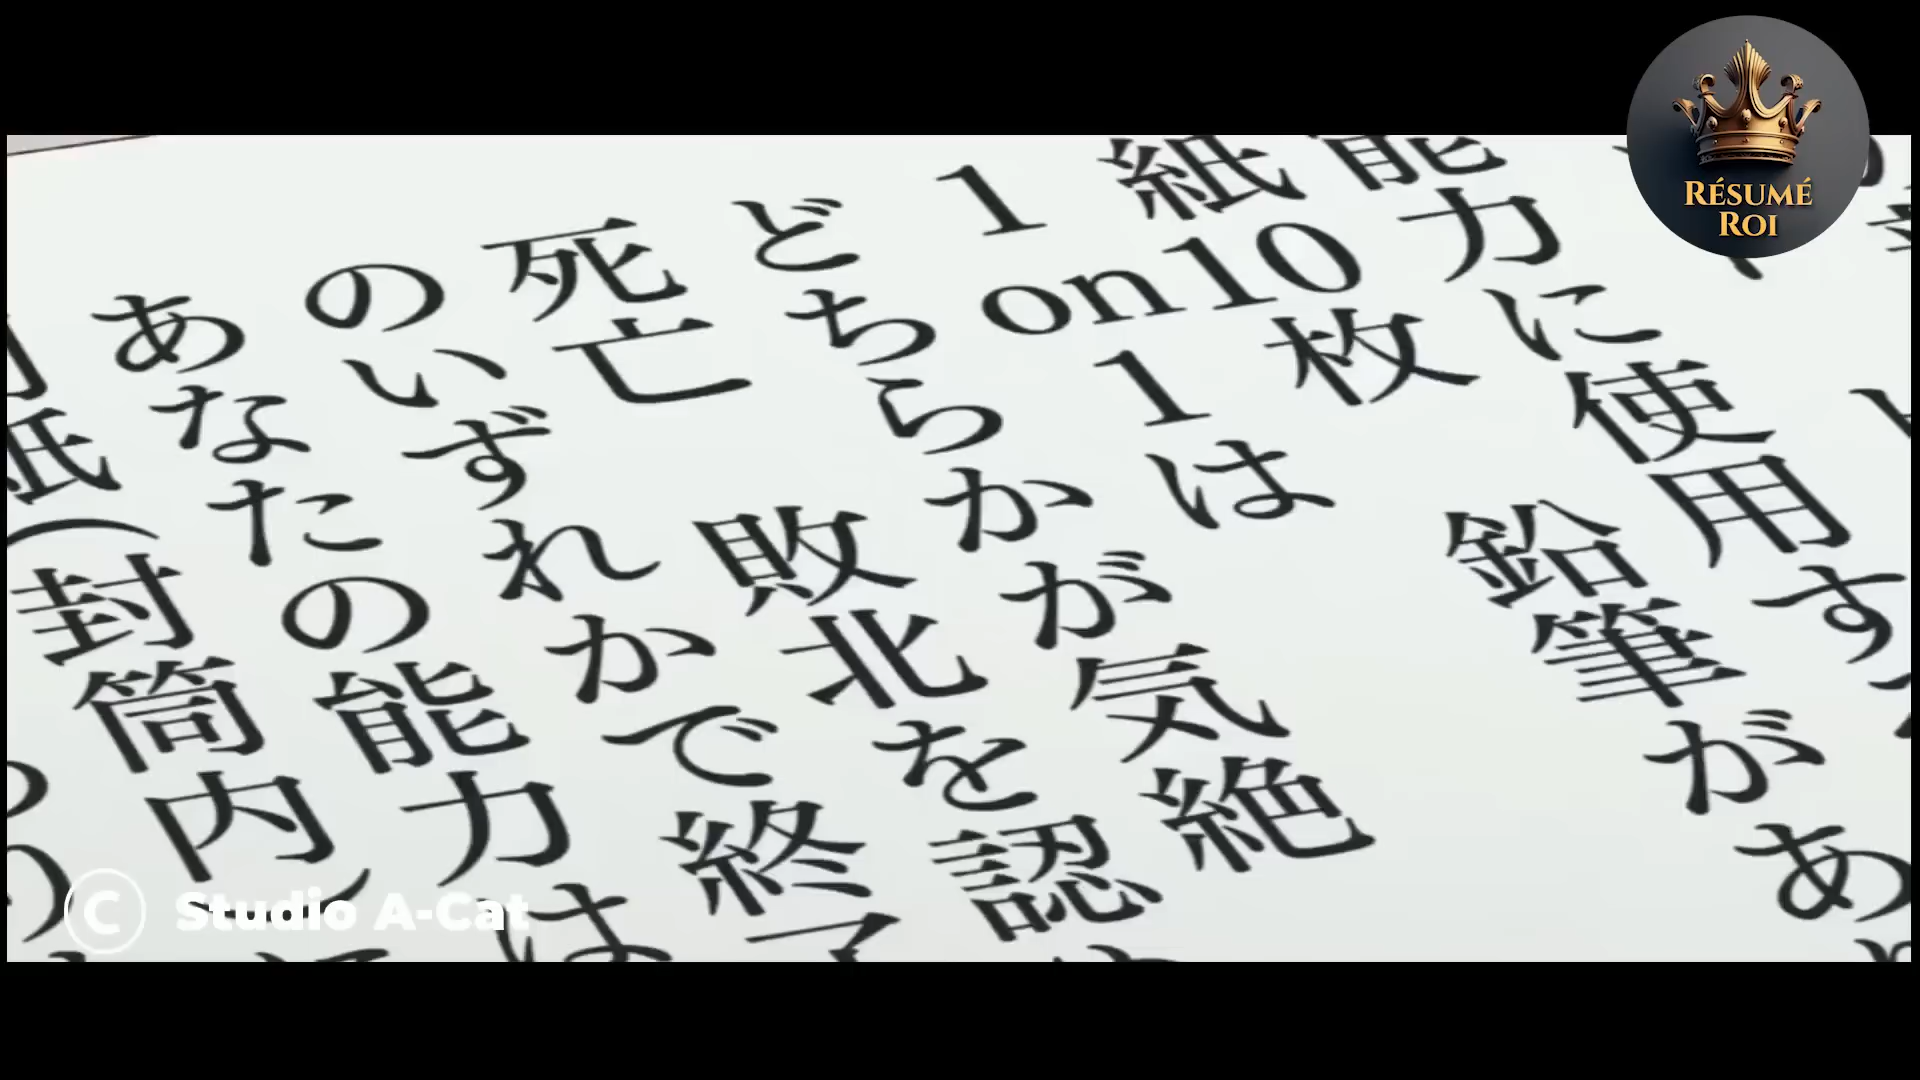 能力に使用す
紙10枚 鉛筆があ
1on1は
どちらかが気絶
死亡 敗北を認
のいずれかで終了
あなたの能力は
紙(封筒内
RÉSUMÉ
ROI
C Studio A-Cat